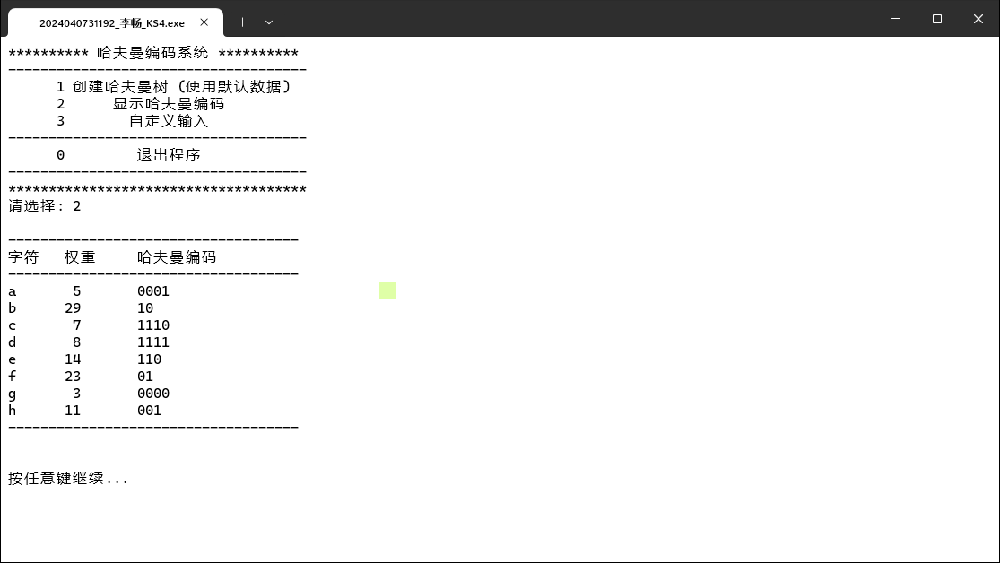 2024040731192_李畅_KS4.exe
********** 哈夫曼编码系统 **********
-------------------------------------
1 创建哈夫曼树 (使用默认数据)
2 显示哈夫曼编码
3 自定义输入
-------------------------------------
0 退出程序
-------------------------------------
*************************************
请选择: 2
------------------------------------
字符 权重 哈夫曼编码
------------------------------------
a 5 0001
b 29 10
c 7 1110
d 8 1111
e 14 110
f 23 01
g 3 0000
h 11 001
------------------------------------
按任意键继续...